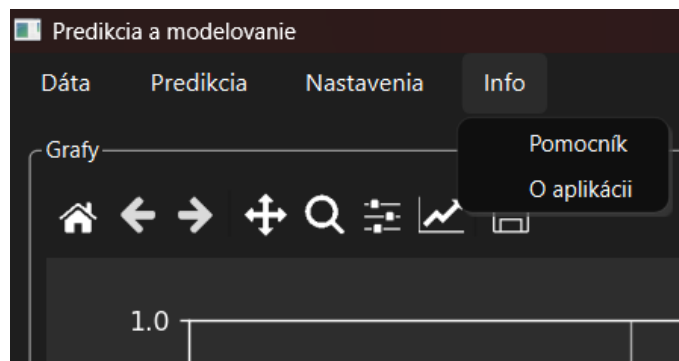 Predikcia a modelovanie
Dáta Predikcia Nastavenia Info
Grafy
Pomocník
O aplikácii
1.0